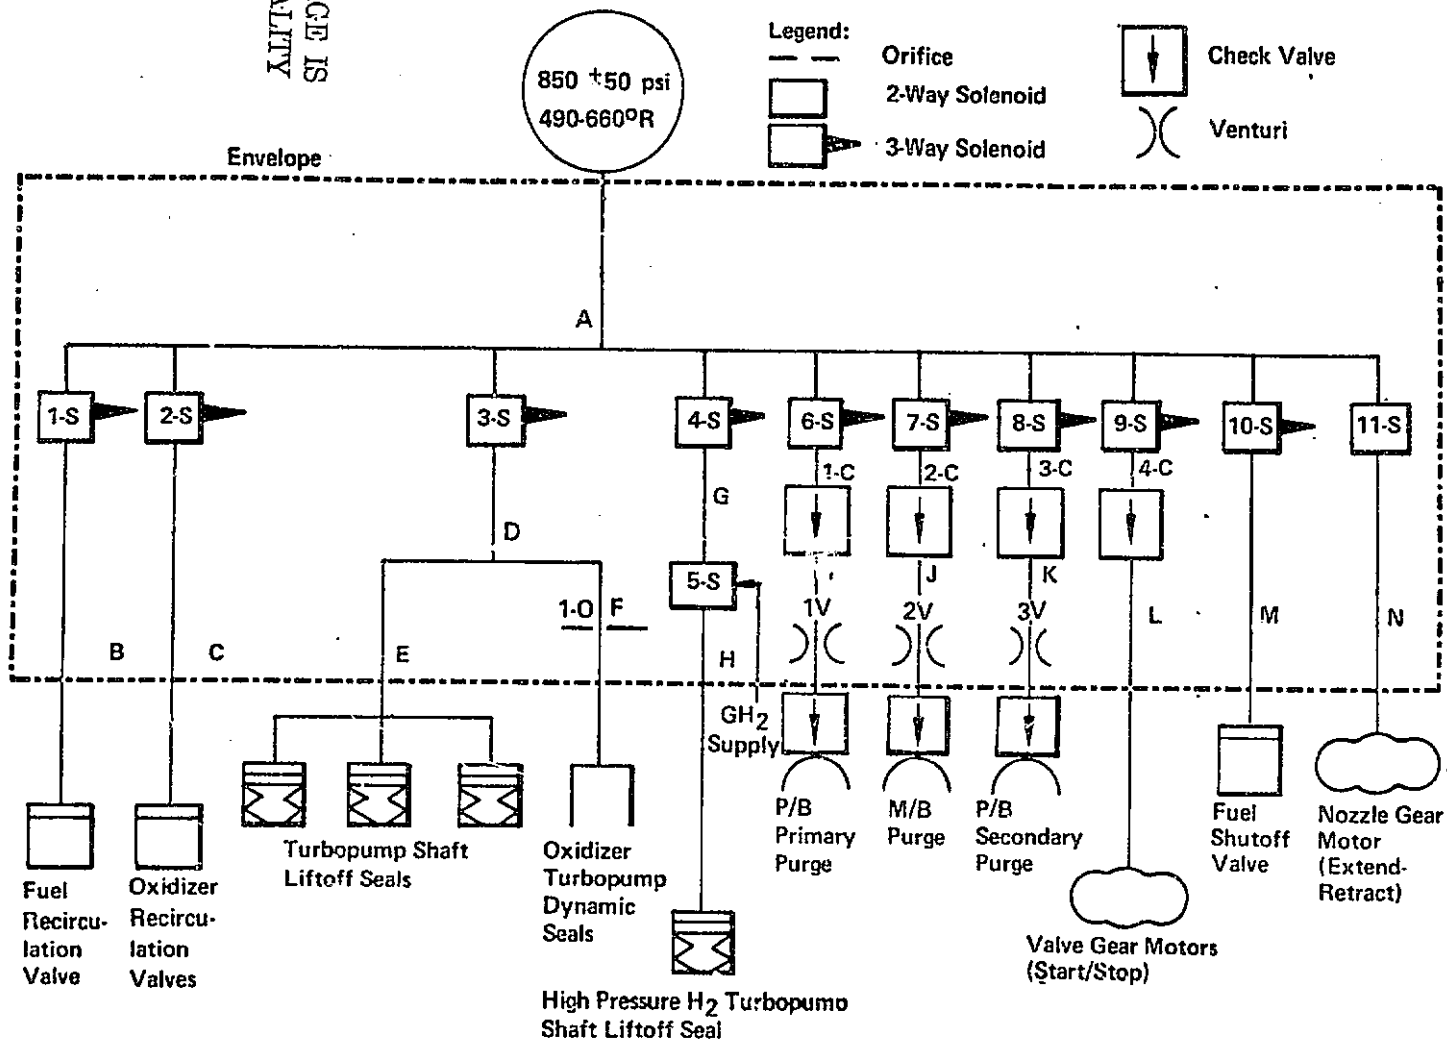 GE IS
ALITY
850 +50 psi
490-660°R
Legend:
Orifice
2-Way Solenoid
3-Way Solenoid
Check Valve
Venturi
Envelope
A
1-S
2-S
3-S
4-S
6-S
7-S
8-S
9-S
10-S
11-S
1-C
2-C
3-C
4-C
G
D
5-S
J
K
1-O
F
1V
2V
3V
L
M
N
B
C
E
H
GH2
Supply
Fuel
Recircu-
lation
Valve
Oxidizer
Recircu-
lation
Valves
Turbopump Shaft
Liftoff Seals
Oxidizer
Turbopump
Dynamic
Seals
High Pressure H2 Turbopump
Shaft Liftoff Seal
P/B
Primary
Purge
M/B
Purge
P/B
Secondary
Purge
Valve Gear Motors
(Start/Stop)
Fuel
Shutoff
Valve
Nozzle Gear
Motor
(Extend-
Retract)